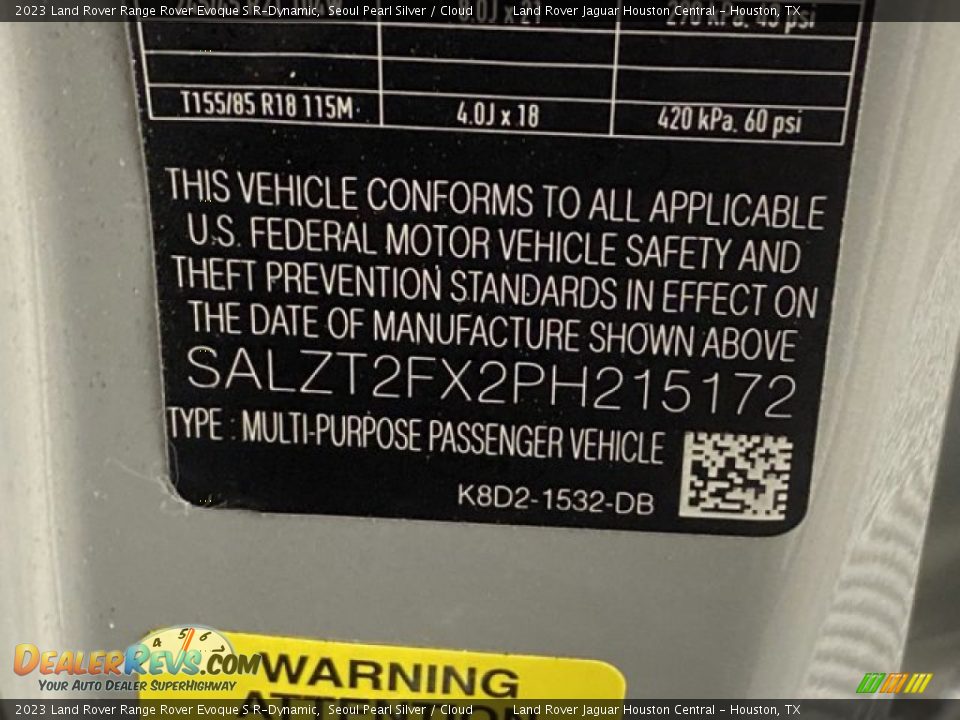 2023 Land Rover Range Rover Evoque S R-Dynamic, Seoul Pearl Silver / Cloud Land Rover Jaguar Houston Central - Houston, TX
T155/85 R18 115M 4.0J x 18 420 kPa. 60 psi
THIS VEHICLE CONFORMS TO ALL APPLICABLE
U.S. FEDERAL MOTOR VEHICLE SAFETY AND
THEFT PREVENTION STANDARDS IN EFFECT ON
THE DATE OF MANUFACTURE SHOWN ABOVE
SALZT2FX2PH215172
TYPE : MULTI-PURPOSE PASSENGER VEHICLE
K8D2-1532-DB
WARNING
4 5 6
DealerRevs.com
Your Auto Dealer SuperHighway
2023 Land Rover Range Rover Evoque S R-Dynamic, Seoul Pearl Silver / Cloud Land Rover Jaguar Houston Central - Houston, TX